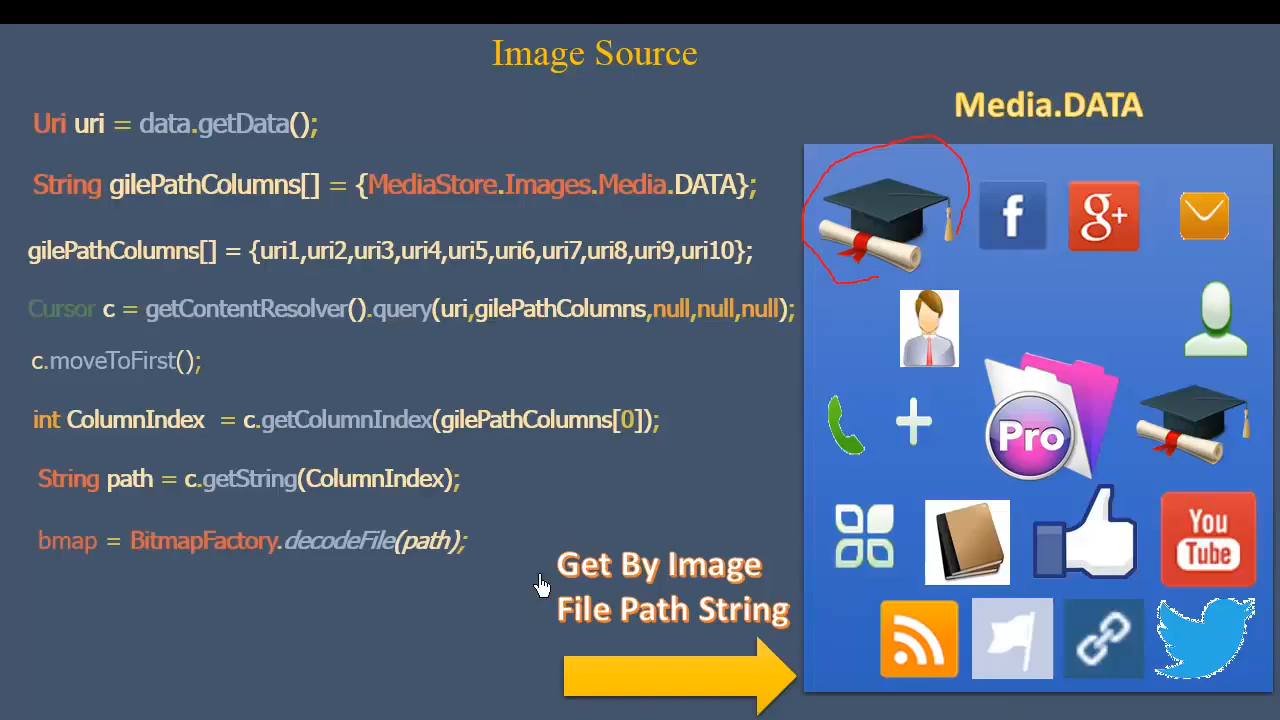 Image Source
Media.DATA
Uri uri = data.getData();
String gilePathColumns[] = {MediaStore.Images.Media.DATA};
gilePathColumns[] = {uri1,uri2,uri3,uri4,uri5,uri6,uri7,uri8,uri9,uri10};
Cursor c = getContentResolver().query(uri,gilePathColumns,null,null,null);
c.moveToFirst();
int ColumnIndex = c.getColumnIndex(gilePathColumns[0]);
String path = c.getString(ColumnIndex);
bmap = BitmapFactory.decodeFile(path);
Get By Image
File Path String
f
g+
Pro
You
Tube